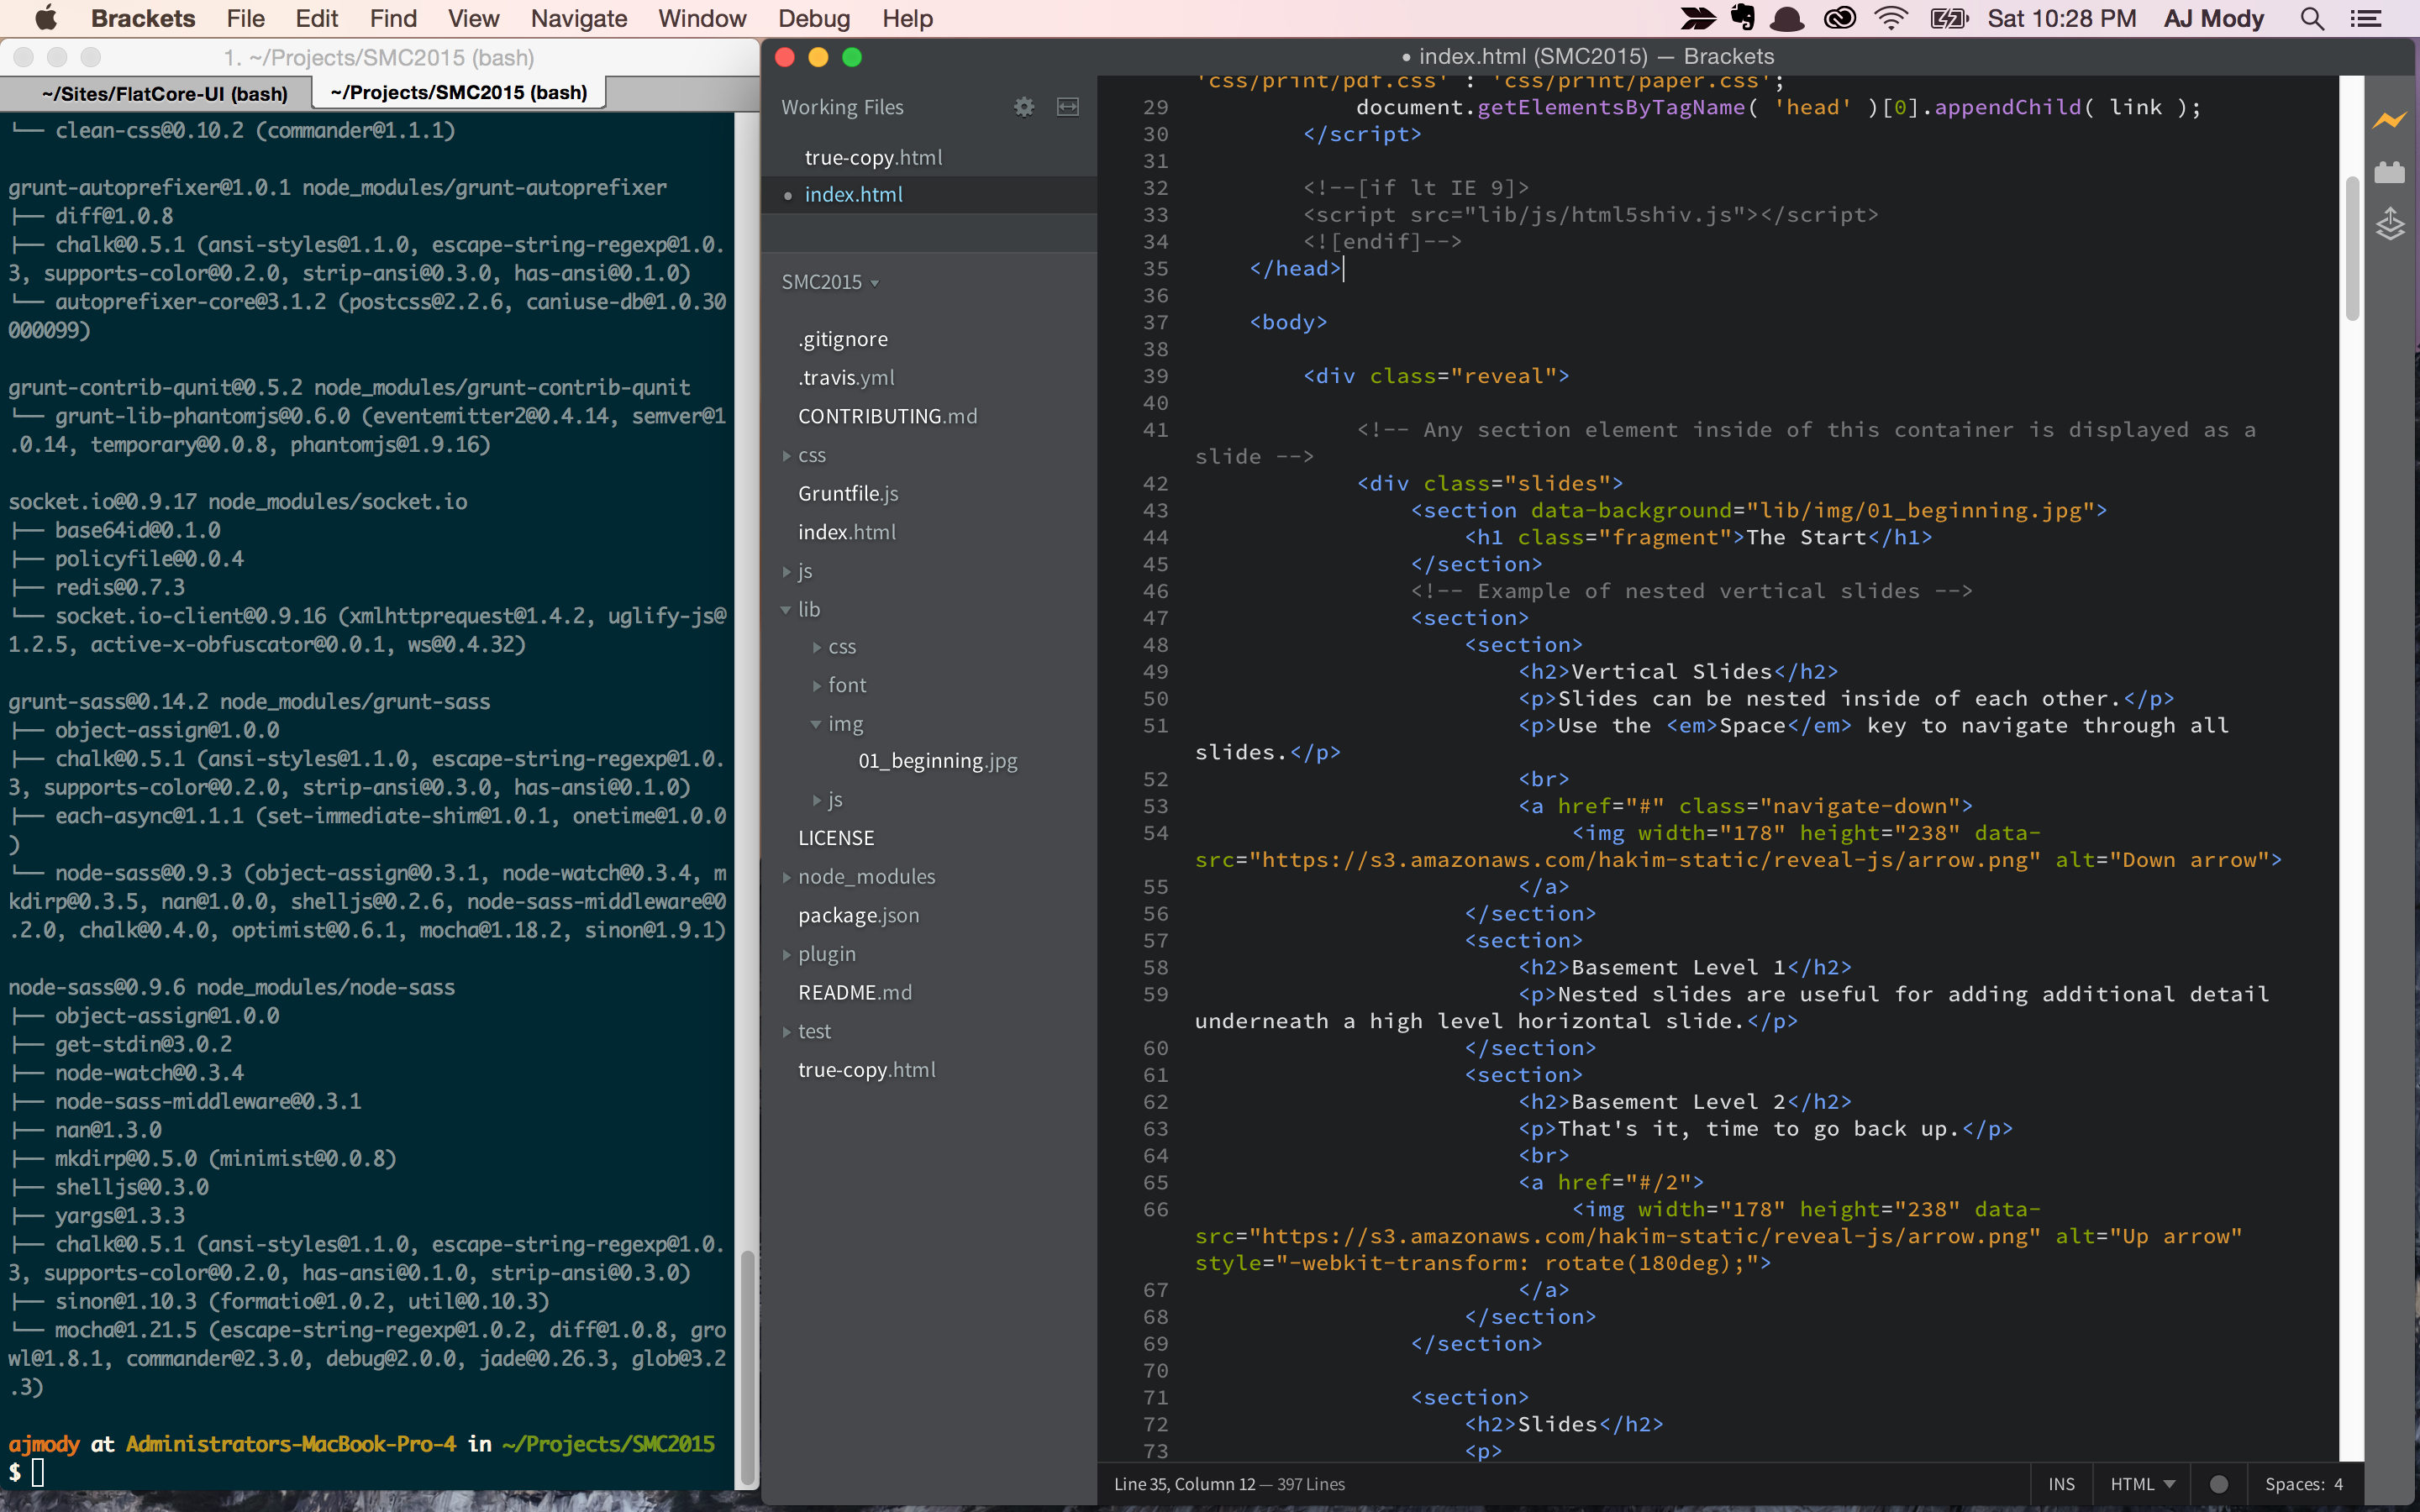 Brackets File Edit Find View Navigate Window Debug Help Sat 10:28 PM AJ Mody
1. ~/Projects/SMC2015 (bash)
~/Sites/FlatCore-UI (bash) ~/Projects/SMC2015 (bash)
└── clean-css@0.10.2 (commander@1.1.1)
grunt-autoprefixer@1.0.1 node_modules/grunt-autoprefixer
├── diff@1.0.8
├── chalk@0.5.1 (ansi-styles@1.1.0, escape-string-regexp@1.0.
3, supports-color@0.2.0, strip-ansi@0.3.0, has-ansi@0.1.0)
└── autoprefixer-core@3.1.2 (postcss@2.2.6, caniuse-db@1.0.30
000099)
grunt-contrib-qunit@0.5.2 node_modules/grunt-contrib-qunit
└── grunt-lib-phantomjs@0.6.0 (eventemitter2@0.4.14, semver@1
.0.14, temporary@0.0.8, phantomjs@1.9.16)
socket.io@0.9.17 node_modules/socket.io
├── base64id@0.1.0
├── policyfile@0.0.4
├── redis@0.7.3
└── socket.io-client@0.9.16 (xmlhttprequest@1.4.2, uglify-js@
1.2.5, active-x-obfuscator@0.0.1, ws@0.4.32)
grunt-sass@0.14.2 node_modules/grunt-sass
├── object-assign@1.0.0
├── chalk@0.5.1 (ansi-styles@1.1.0, escape-string-regexp@1.0.
3, supports-color@0.2.0, strip-ansi@0.3.0, has-ansi@0.1.0)
├── each-async@1.1.1 (set-immediate-shim@1.0.1, onetime@1.0.0
)
└── node-sass@0.9.3 (object-assign@0.3.1, node-watch@0.3.4, m
kdirp@0.3.5, nan@1.0.0, shelljs@0.2.6, node-sass-middleware@0
.2.0, chalk@0.4.0, optimist@0.6.1, mocha@1.18.2, sinon@1.9.1)
node-sass@0.9.6 node_modules/node-sass
├── object-assign@1.0.0
├── get-stdin@3.0.2
├── node-watch@0.3.4
├── node-sass-middleware@0.3.1
├── nan@1.3.0
├── mkdirp@0.5.0 (minimist@0.0.8)
├── shelljs@0.3.0
├── yargs@1.3.3
├── chalk@0.5.1 (ansi-styles@1.1.0, escape-string-regexp@1.0.
3, supports-color@0.2.0, has-ansi@0.1.0, strip-ansi@0.3.0)
├── sinon@1.10.3 (formatio@1.0.2, util@0.10.3)
└── mocha@1.21.5 (escape-string-regexp@1.0.2, diff@1.0.8, gro
wl@1.8.1, commander@2.3.0, debug@2.0.0, jade@0.26.3, glob@3.2
.3)
ajmody at Administrators-MacBook-Pro-4 in ~/Projects/SMC2015
$
• index.html (SMC2015) — Brackets
Working Files
true-copy.html
• index.html
SMC2015
.gitignore
.travis.yml
CONTRIBUTING.md
css
Gruntfile.js
index.html
js
lib
css
font
img
01_beginning.jpg
js
LICENSE
node_modules
package.json
plugin
README.md
test
true-copy.html
'css/print/pdf.css' : 'css/print/paper.css';
29 document.getElementsByTagName( 'head' )[0].appendChild( link );
30 </script>
31
32 <!--[if lt IE 9]>
33 <script src="lib/js/html5shiv.js"></script>
34 <![endif]-->
35 </head>
36
37 <body>
38
39 <div class="reveal">
40
41 <!-- Any section element inside of this container is displayed as a
slide -->
42 <div class="slides">
43 <section data-background="lib/img/01_beginning.jpg">
44 <h1 class="fragment">The Start</h1>
45 </section>
46 <!-- Example of nested vertical slides -->
47 <section>
48 <section>
49 <h2>Vertical Slides</h2>
50 <p>Slides can be nested inside of each other.</p>
51 <p>Use the <em>Space</em> key to navigate through all
slides.</p>
52 <br>
53 <a href="#" class="navigate-down">
54 <img width="178" height="238" data-
src="https://s3.amazonaws.com/hakim-static/reveal-js/arrow.png" alt="Down arrow">
55 </a>
56 </section>
57 <section>
58 <h2>Basement Level 1</h2>
59 <p>Nested slides are useful for adding additional detail
underneath a high level horizontal slide.</p>
60 </section>
61 <section>
62 <h2>Basement Level 2</h2>
63 <p>That's it, time to go back up.</p>
64 <br>
65 <a href="#/2">
66 <img width="178" height="238" data-
src="https://s3.amazonaws.com/hakim-static/reveal-js/arrow.png" alt="Up arrow"
style="-webkit-transform: rotate(180deg);">
67 </a>
68 </section>
69 </section>
70
71 <section>
72 <h2>Slides</h2>
73 <p>
Line 35, Column 12 — 397 Lines INS HTML Spaces: 4